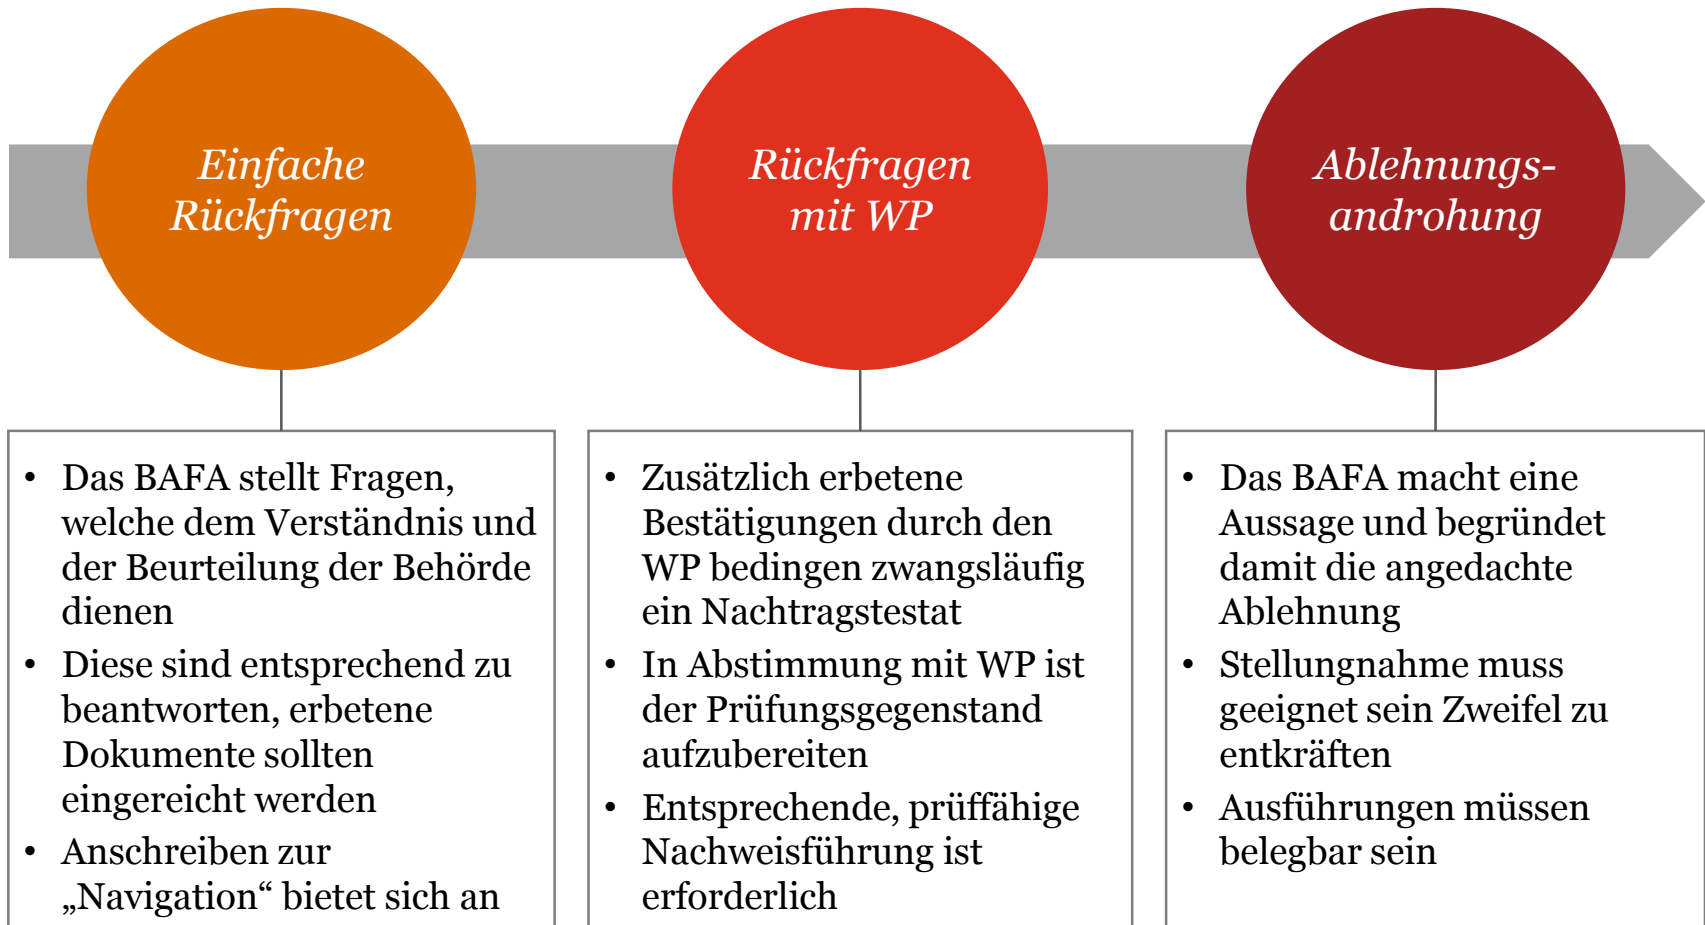 Einfache
Rückfragen
Rückfragen
mit WP
Ablehnungs-
androhung
• Das BAFA stellt Fragen,
welche dem Verständnis und
der Beurteilung der Behörde
dienen
• Diese sind entsprechend zu
beantworten, erbetene
Dokumente sollten
eingereicht werden
• Anschreiben zur
„Navigation“ bietet sich an
• Zusätzlich erbetene
Bestätigungen durch den
WP bedingen zwangsläufig
ein Nachtragstestat
• In Abstimmung mit WP ist
der Prüfungsgegenstand
aufzubereiten
• Entsprechende, prüffähige
Nachweisführung ist
erforderlich
• Das BAFA macht eine
Aussage und begründet
damit die angedachte
Ablehnung
• Stellungnahme muss
geeignet sein Zweifel zu
entkräften
• Ausführungen müssen
belegbar sein